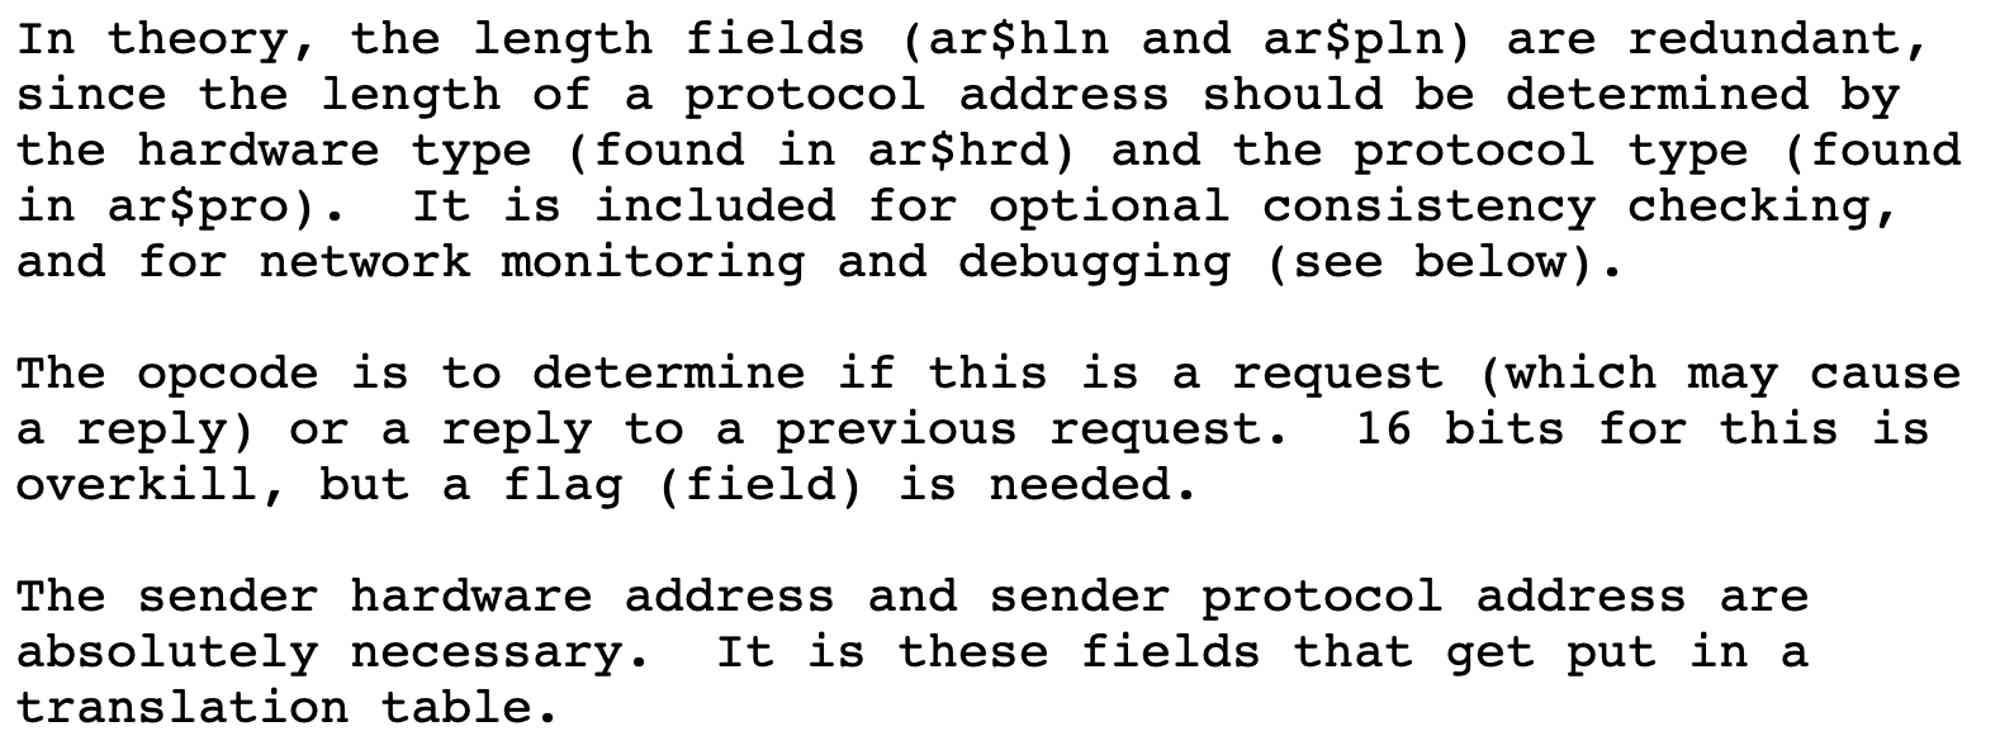 In theory, the length fields (ar$hln and ar$pln) are redundant,
since the length of a protocol address should be determined by
the hardware type (found in ar$hrd) and the protocol type (found
in ar$pro).  It is included for optional consistency checking,
and for network monitoring and debugging (see below).

The opcode is to determine if this is a request (which may cause
a reply) or a reply to a previous request.  16 bits for this is
overkill, but a flag (field) is needed.

The sender hardware address and sender protocol address are
absolutely necessary.  It is these fields that get put in a
translation table.